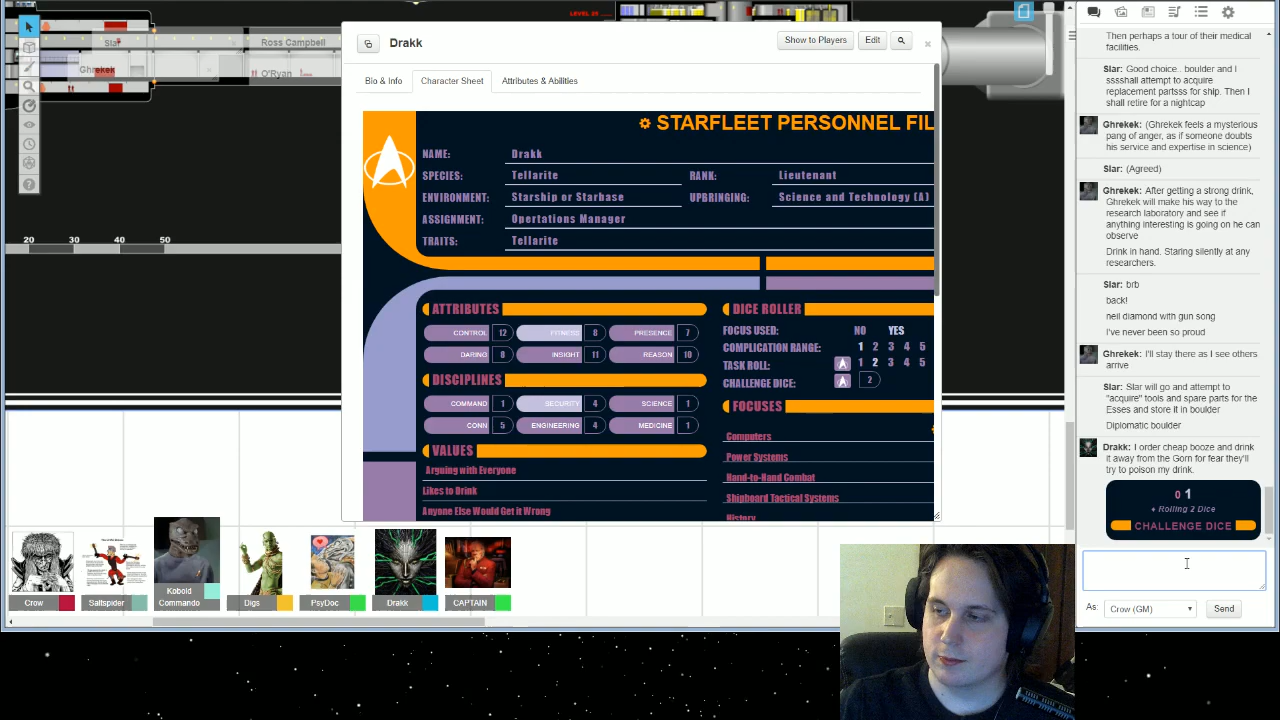 LEVEL 20
Slar
Ross Campbell
Ghrekek
O'Ryan
20 30 40 50
Drakk
Show to Players
Edit
Bio & Info
Character Sheet
Attributes & Abilities
STARFLEET PERSONNEL FIL
NAME: Drakk
SPECIES: Tellarite RANK: Lieutenant
ENVIRONMENT: Starship or Starbase UPBRINGING: Science and Technology (A)
ASSIGNMENT: Opertations Manager
TRAITS: Tellarite
ATTRIBUTES
CONTROL 12 FITNESS 8 PRESENCE 7
DARING 8 INSIGHT 11 REASON 10
DISCIPLINES
COMMAND 1 SECURITY 4 SCIENCE 1
CONN 5 ENGINEERING 4 MEDICINE 1
VALUES
Arguing with Everyone
Likes to Drink
Anyone Else Would Get it Wrong
DICE ROLLER
FOCUS USED: NO YES
COMPLICATION RANGE: 1 2 3 4 5
TASK ROLL: 1 2 3 4 5
CHALLENGE DICE: 2
FOCUSES
Computers
Power Systems
Hand-to-Hand Combat
Shipboard Tactical Systems
History
Then perhaps a tour of their medical
facilities.
Slar: Good choice.. boulder and I
sssshall attempt to acquire
replacement partsss for ship. Then I
shall retire for a nightcap
Ghrekek: (Ghrekek feels a mysterious
pang of anger, as if someone doubts
his service and expertise in science)
Slar: (Agreed)
Ghrekek: After getting a strong drink,
Ghrekek will make his way to the
research laboratory and see if
anything interesting is going on he can
observe
Drink in hand. Staring silently at any
researchers.
Slar: brb
back!
neil diamond with gun song
I've never been so proud
Ghrekek: I'll stay there as I see others
arrive
Slar: Slar will go and attempt to
"acquire" tools and spare parts for the
Esses and store it in boulder
Diplomatic boulder
Drakk: I order cheap booze and drink
it away from the Gorn for fear they'll
try to poison my drink.
0 1
♦ Rolling 2 Dice
CHALLENGE DICE
As: Crow (GM)
Send
Crow
Saltspider
Kobold
Commando
Digs
PsyDoc
Drakk
CAPTAIN